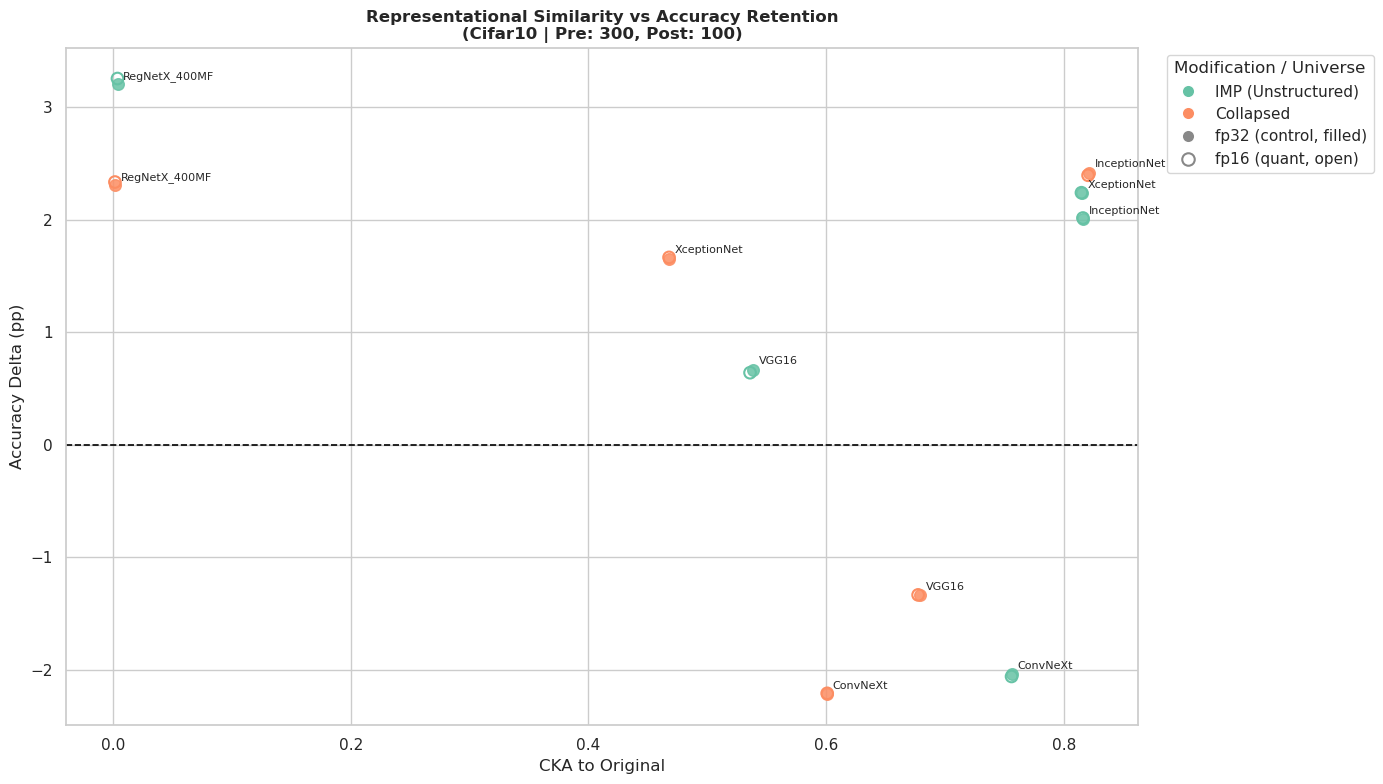 Representational Similarity vs Accuracy Retention
(Cifar10 | Pre: 300, Post: 100)
Modification / Universe
IMP (Unstructured)
Collapsed
fp32 (control, filled)
fp16 (quant, open)
RegNetX_400MF
RegNetX_400MF
InceptionNet
XceptionNet
InceptionNet
XceptionNet
VGG16
VGG16
ConvNeXt
ConvNeXt
3
2
1
0
−1
−2
Accuracy Delta (pp)
0.0 0.2 0.4 0.6 0.8
CKA to Original